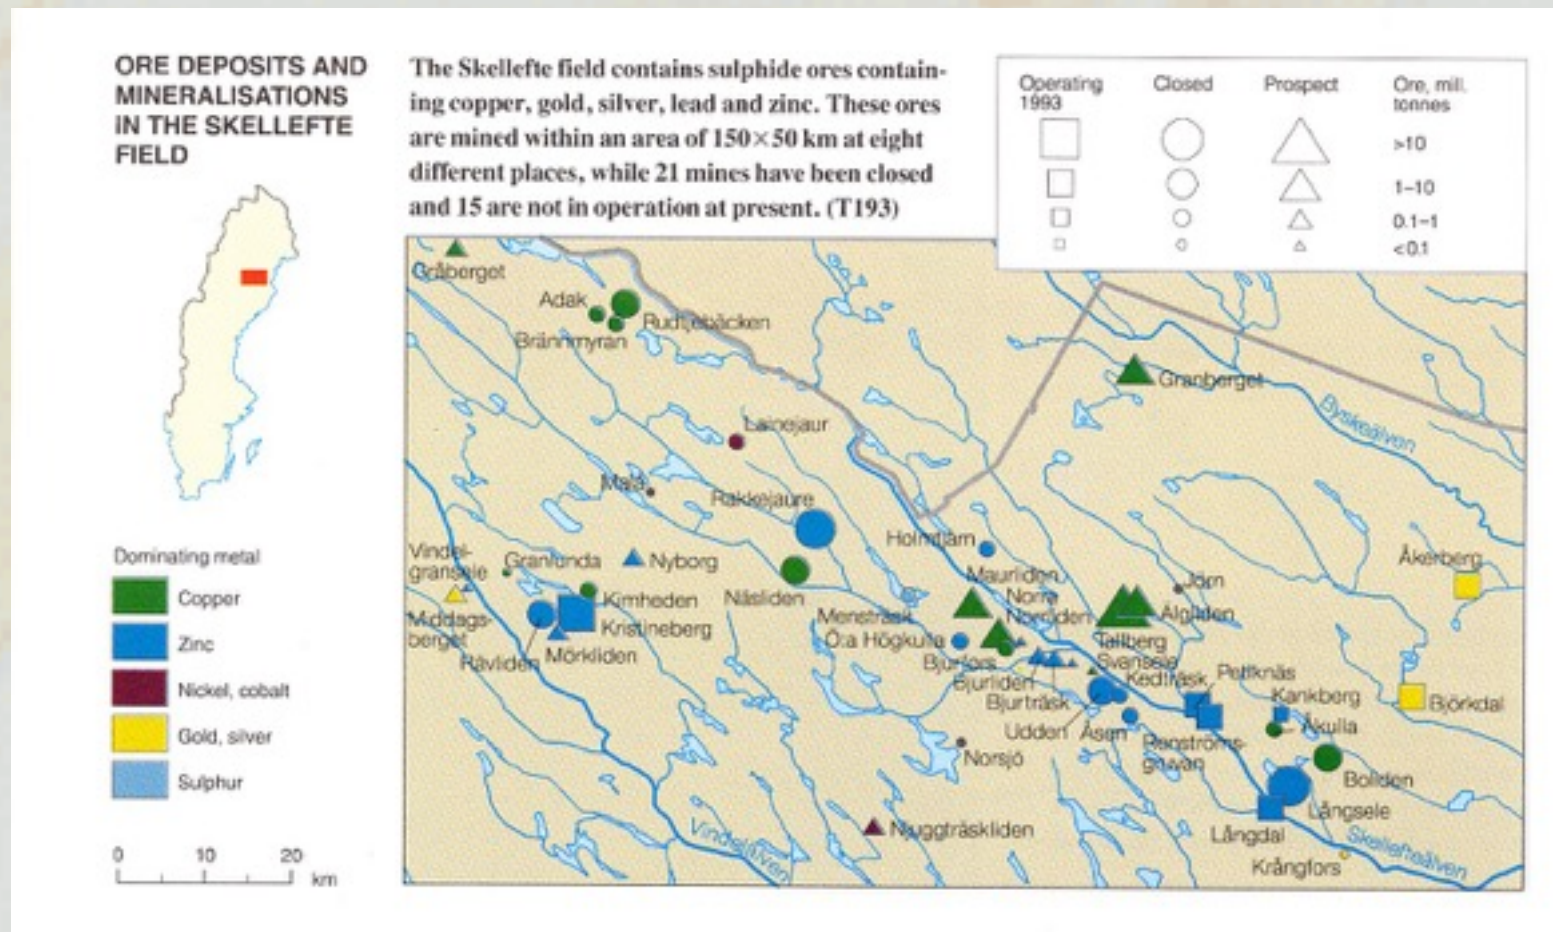 ORE DEPOSITS AND
MINERALISATIONS
IN THE SKELLEFTE
FIELD
The Skellefte field contains sulphide ores contain-
ing copper, gold, silver, lead and zinc. These ores
are mined within an area of 150×50 km at eight
different places, while 21 mines have been closed
and 15 are not in operation at present. (T193)
Operating
1993
Closed
Prospect
Ore, mill.
tonnes
>10
1–10
0.1–1
<0.1
Gråberget
Adak
Rudtjebäcken
Brännmyran
Granberget
Byskeälven
Lainejaur
Malå
Rakkejaure
Holmtjärn
Vindel-
gransele
Granlunda
Nyborg
Mauriden
Jörn
Åkerberg
Kimheden
Näsliden
Norra
Norrliden
Älgliden
Middags-
berget
Kristineberg
Menstråsk
Ö:a Högkulla
Tallberg
Rävliden
Mörkliden
Bjurfors
Svansele
Bjurliden
Kedträsk
Pettknäs
Bjurträsk
Kankberg
Björkdal
Udden
Åsen
Åkulla
Norsjö
Renströms-
gruvan
Boliden
Långsele
Njuggträskliden
Långdal
Vindelälven
Skellefteälven
Krångfors
Dominating metal
Copper
Zinc
Nickel, cobalt
Gold, silver
Sulphur
0 10 20
km